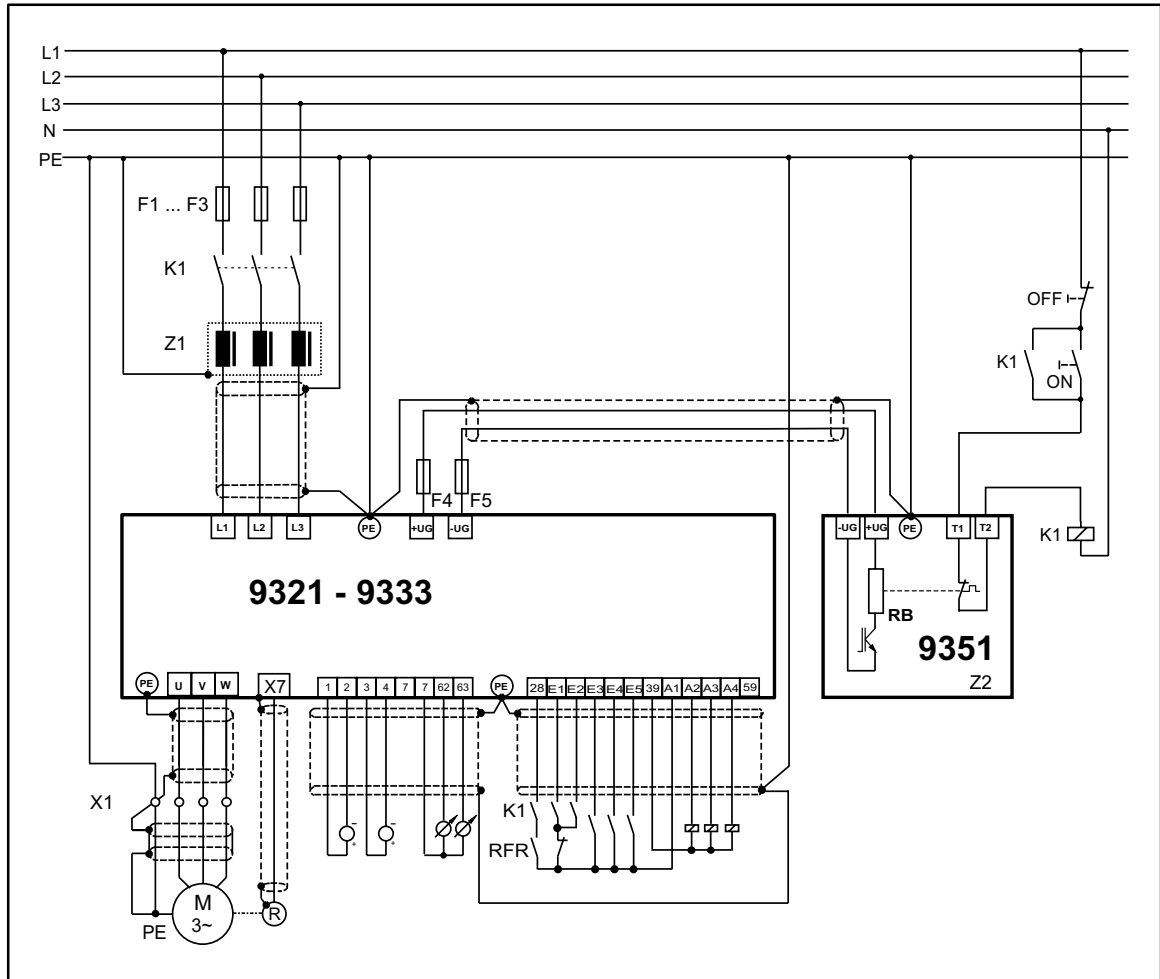 L1
L2
L3
N
PE
F1 ... F3
K1
OFF
Z1
K1
ON
F4
F5
L1 L2 L3 PE +UG -UG
-UG +UG PE T1 T2
K1
9321 - 9333
RB
9351
Z2
PE U V W X7 1 2 3 4 7 7 62 63 PE 28 E1 E2 E3 E4 E5 39 A1 A2 A3 A4 59
X1
K1
- + - +
RFR
M
3~
R
PE